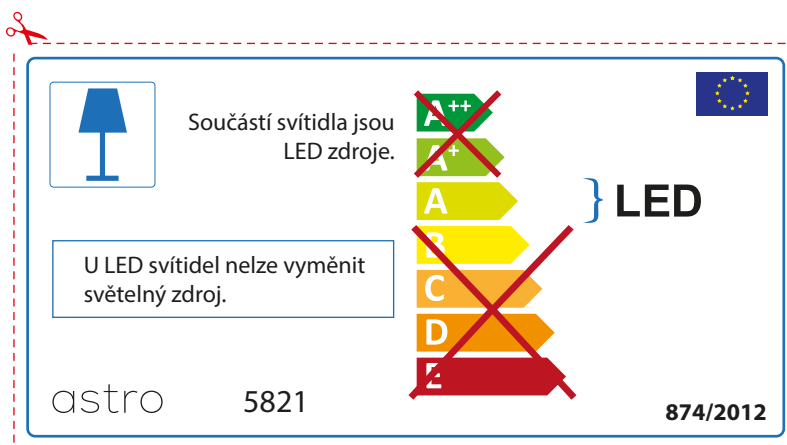 Součástí svítidla jsou
LED zdroje.
A++
A+
A
B
C
D
E
LED
U LED svítidel nelze vyměnit
světelný zdroj.
astro
5821
874/2012